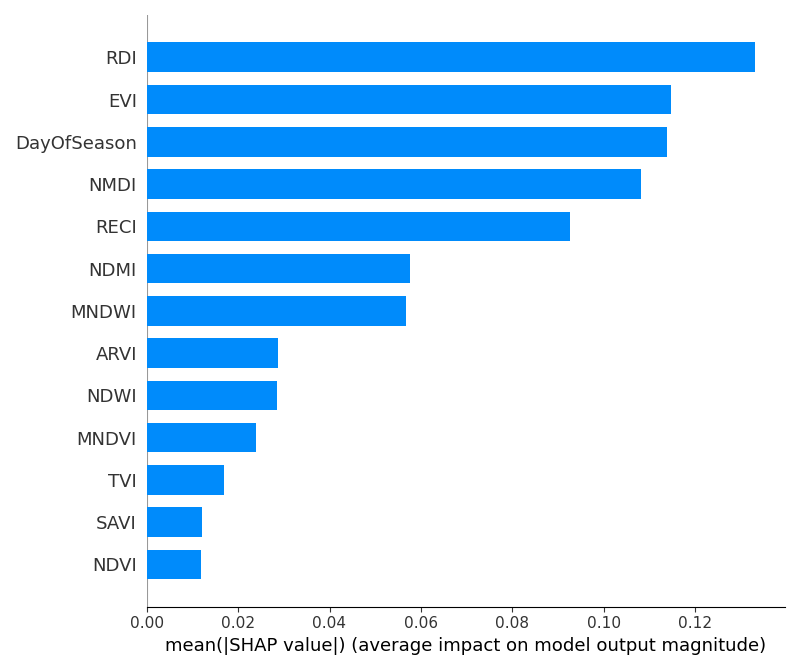 RDI
EVI
DayOfSeason
NMDI
RECI
NDMI
MNDWI
ARVI
NDWI
MNDVI
TVI
SAVI
NDVI
0.00 0.02 0.04 0.06 0.08 0.10 0.12
mean(|SHAP value|) (average impact on model output magnitude)